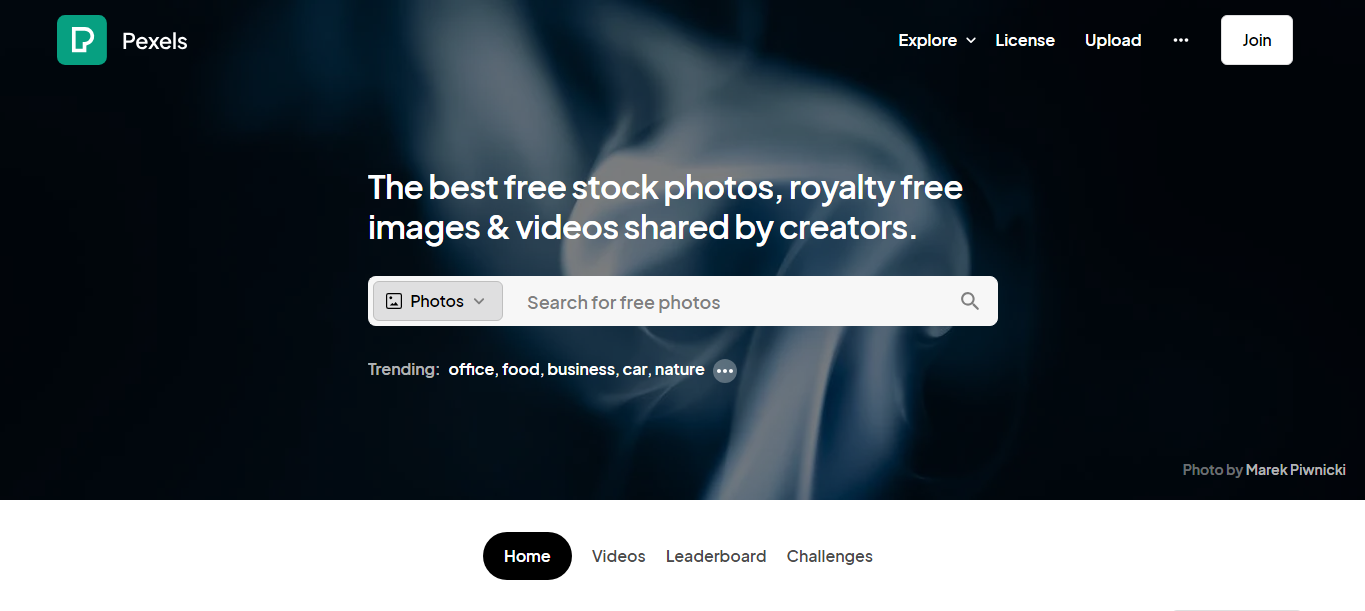 Pexels
Explore License Upload ... Join
The best free stock photos, royalty free
images & videos shared by creators.
Photos Search for free photos
Trending: office, food, business, car, nature ...
Photo by Marek Piwnicki
Home Videos Leaderboard Challenges